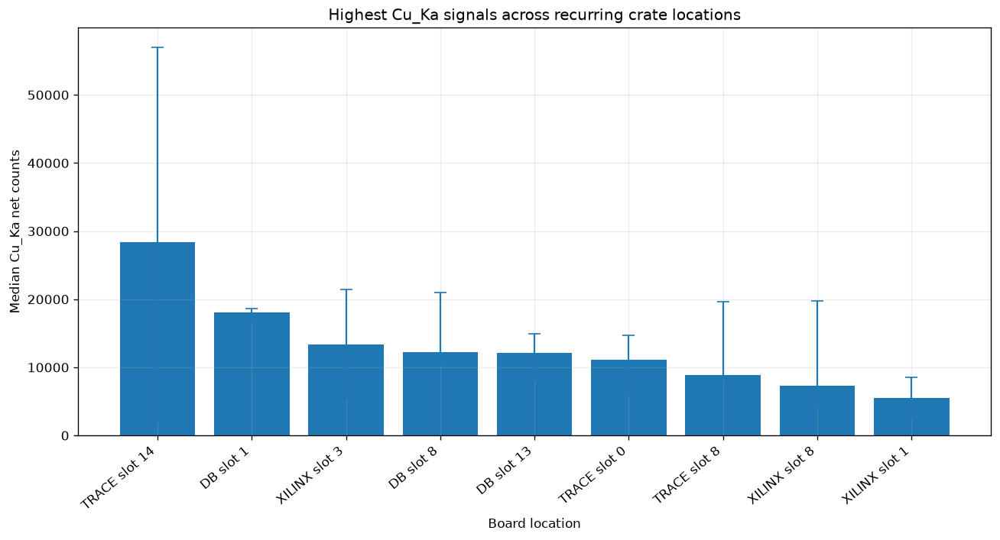 Highest Cu_Ka signals across recurring crate locations
Median Cu_Ka net counts
50000
40000
30000
20000
10000
0
TRACE slot 14
DB slot 1
XILINX slot 3
DB slot 8
DB slot 13
TRACE slot 0
TRACE slot 8
XILINX slot 8
XILINX slot 1
Board location